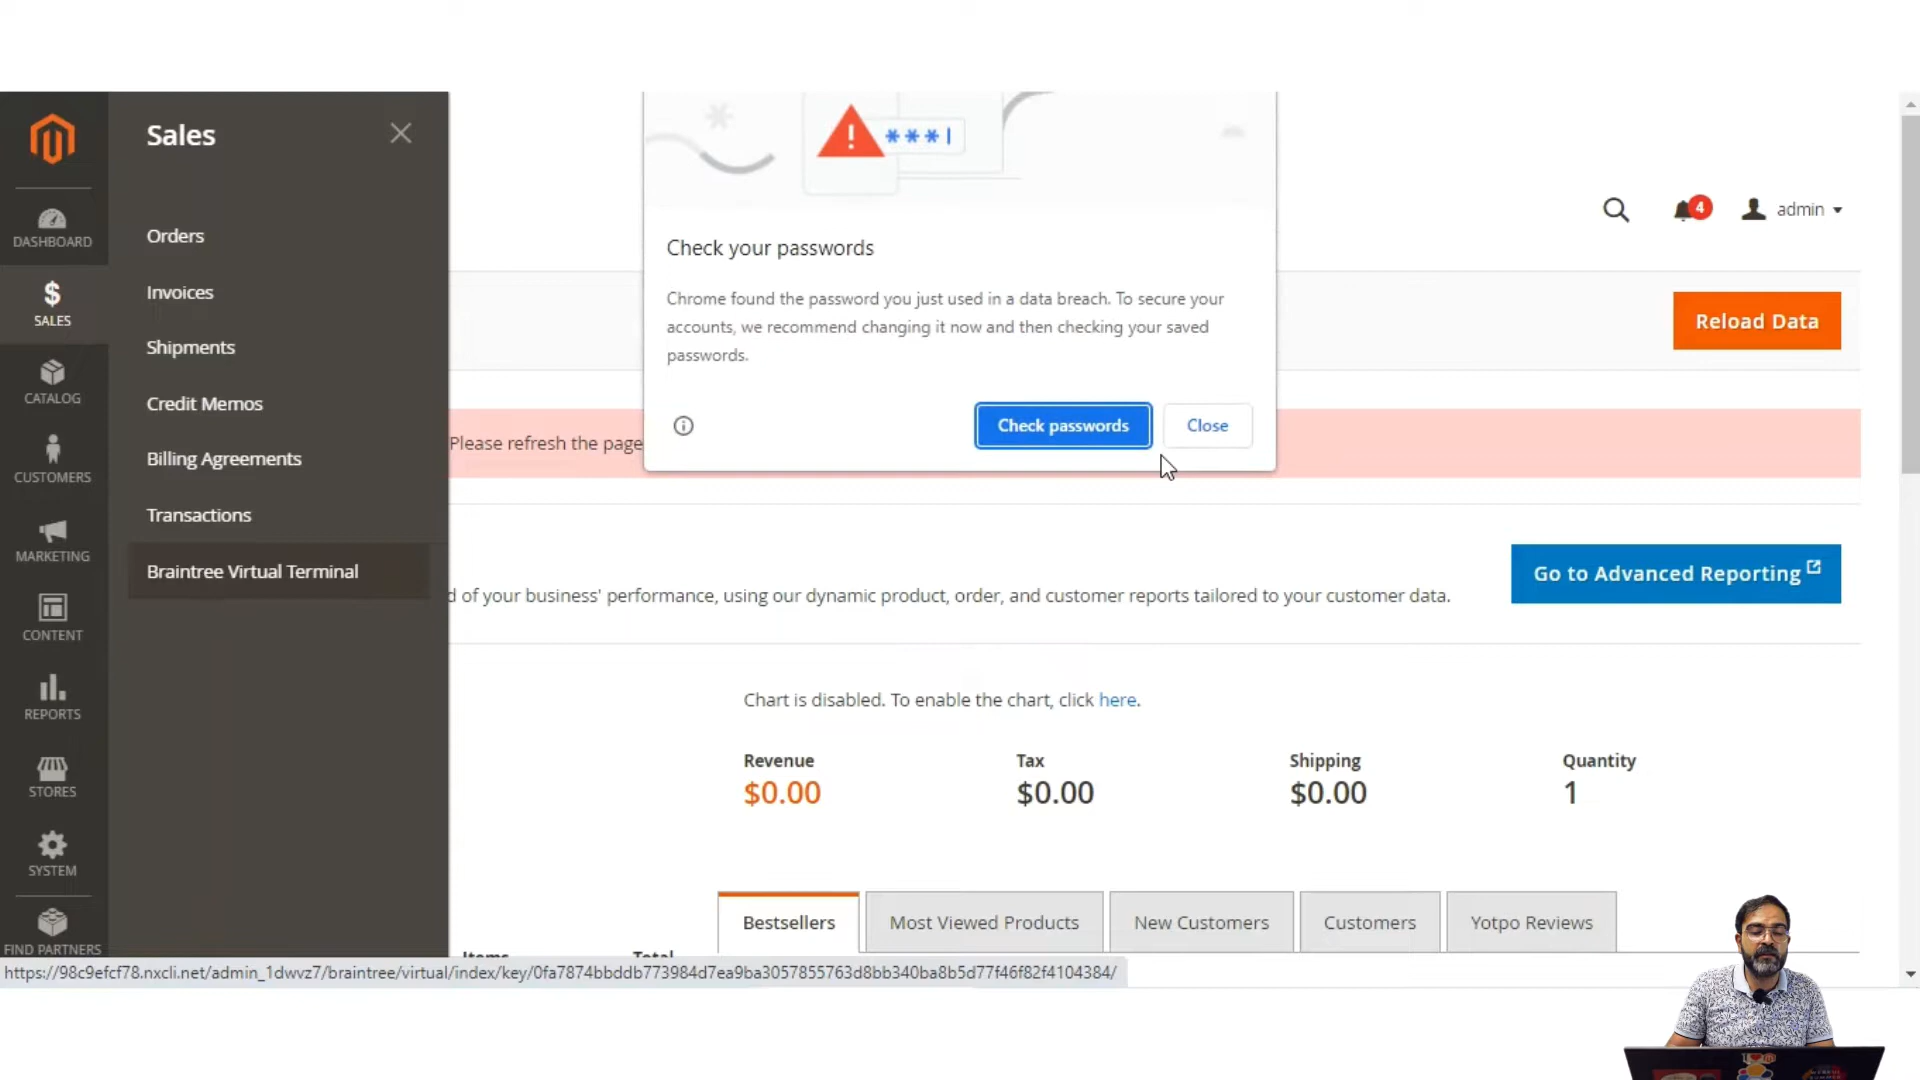 Sales
Orders
Invoices
Shipments
Credit Memos
Billing Agreements
Transactions
Braintree Virtual Terminal
DASHBOARD
$
SALES
CATALOG
CUSTOMERS
MARKETING
CONTENT
REPORTS
STORES
SYSTEM
FIND PARTNERS
***|
Check your passwords
Chrome found the password you just used in a data breach. To secure your
accounts, we recommend changing it now and then checking your saved
passwords.
Check passwords
Close
4
admin
Reload Data
Please refresh the page
Go to Advanced Reporting
d of your business' performance, using our dynamic product, order, and customer reports tailored to your customer data.
Chart is disabled. To enable the chart, click here.
Revenue Tax Shipping Quantity
$0.00 $0.00 $0.00 1
Bestsellers Most Viewed Products New Customers Customers Yotpo Reviews
Items Total
https://98c9efcf78.nxcli.net/admin_1dwvz7/braintree/virtual/index/key/0fa7874bbddb773984d7ea9ba3057855763d8bb340ba8b5d77f46f82f4104384/